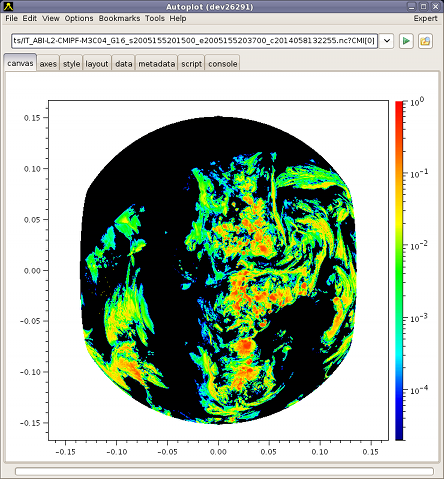 Autoplot (dev26291)
File Edit View Options Bookmarks Tools Help Expert
ts/IT_ABI-L2-CMIPF-M3C04_G16_s2005155201500_e2005155203700_c2014058132255.nc?CMI[0]
canvas axes style layout data metadata script console
0.15
0.10
0.05
0.00
−0.05
−0.10
−0.15
−0.15 −0.10 −0.05 0.00 0.05 0.10 0.15
10⁰
10⁻¹
10⁻²
10⁻³
10⁻⁴